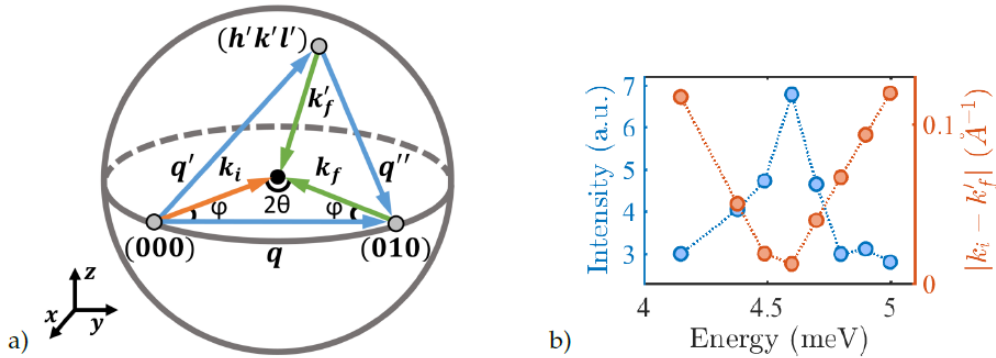 (h'k'l')
k'f
q' ki kf q''
φ 2θ φ
(000) (010)
q
z
x y
a)
7
6
5
4
3
Intensity (a.u.)
0.1
0
|ki − k'f| (Å⁻¹)
4 4.5 5
Energy (meV)
b)